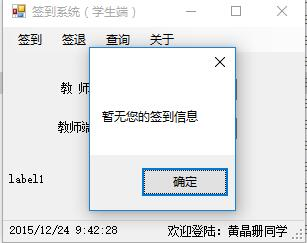 签到系统（学生端）
签到 签退 查询 关于
教 师
暂无您的签到信息
教师端
确定
label1
2015/12/24 9:42:28 欢迎登陆：黄晶珊同学